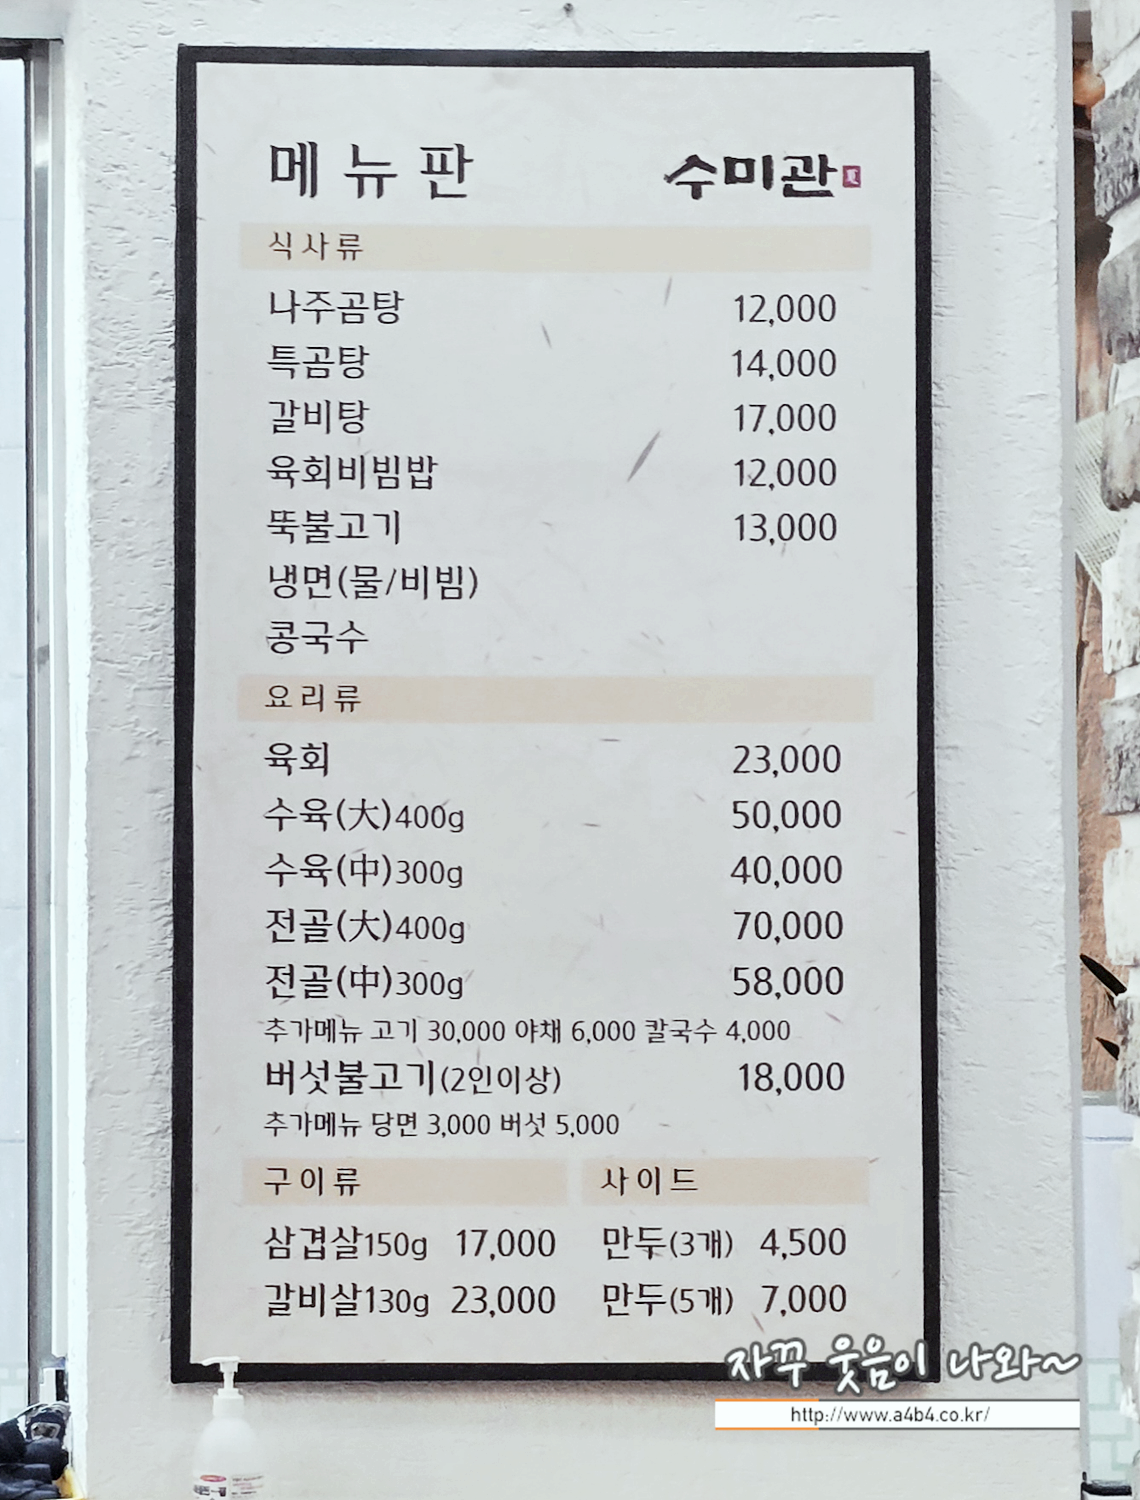 메뉴판 수미관
식사류
나주곰탕 12,000
특곰탕 14,000
갈비탕 17,000
육회비빔밥 12,000
뚝불고기 13,000
냉면(물/비빔)
콩국수
요리류
육회 23,000
수육(大)400g 50,000
수육(中)300g 40,000
전골(大)400g 70,000
전골(中)300g 58,000
추가메뉴 고기 30,000 야채 6,000 칼국수 4,000
버섯불고기(2인이상) 18,000
추가메뉴 당면 3,000 버섯 5,000
구이류 사이드
삼겹살150g 17,000 만두(3개) 4,500
갈비살130g 23,000 만두(5개) 7,000
자꾸 웃음이 나와~
http://www.a4b4.co.kr/